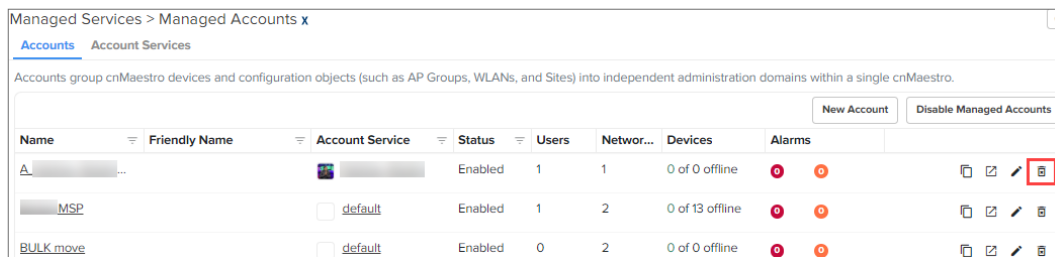 Managed Services > Managed Accounts x
Accounts Account Services
Accounts group cnMaestro devices and configuration objects (such as AP Groups, WLANs, and Sites) into independent administration domains within a single cnMaestro.
New Account Disable Managed Accounts
Name Friendly Name Account Service Status Users Networ... Devices Alarms
A ... Enabled 1 1 0 of 0 offline 0 0
MSP default Enabled 1 2 0 of 13 offline 0 0
BULK move default Enabled 0 2 0 of 0 offline 0 0